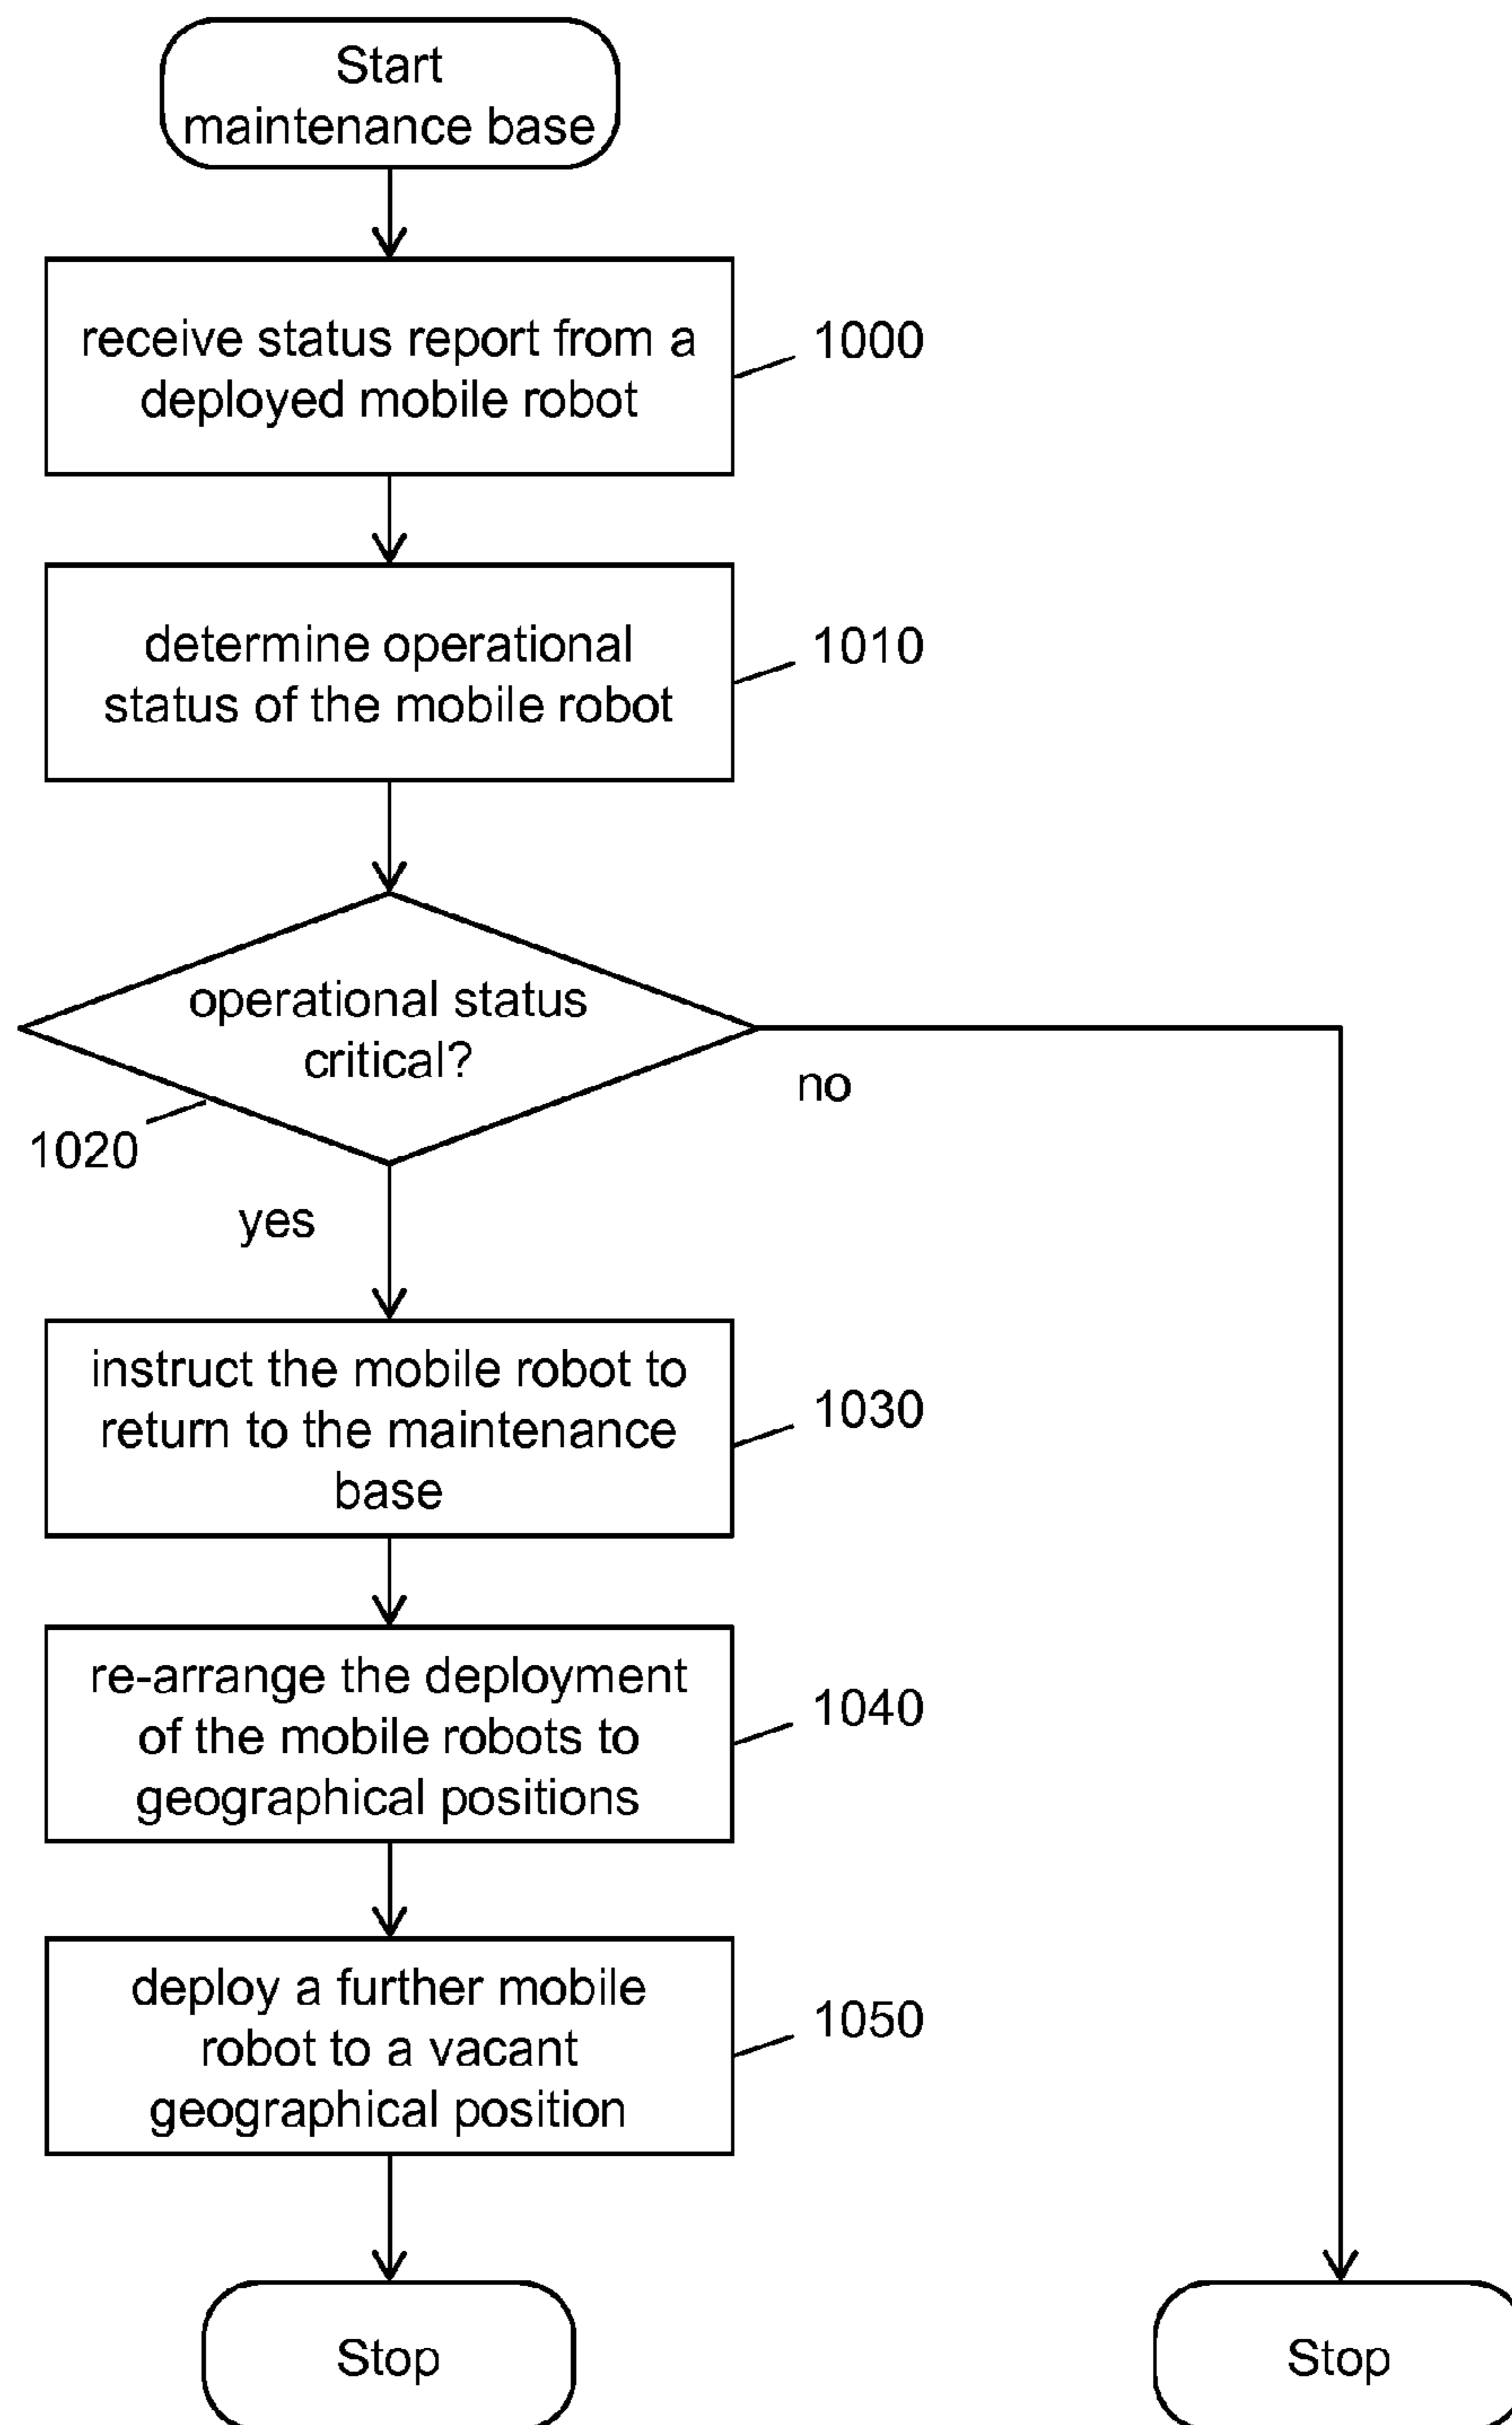 Start
maintenance base
receive status report from a
deployed mobile robot
1000
determine operational
status of the mobile robot
1010
operational status
critical?
no
1020
yes
instruct the mobile robot to
return to the maintenance
base
1030
re-arrange the deployment
of the mobile robots to
geographical positions
1040
deploy a further mobile
robot to a vacant
geographical position
1050
Stop
Stop